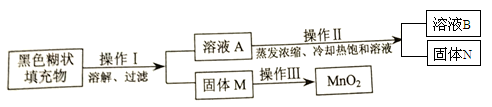 黑色糊状
填充物
操作Ⅰ
溶解、过滤
溶液A
固体M
操作Ⅱ
蒸发浓缩、冷却热饱和溶液
操作Ⅲ
MnO2
溶液B
固体N